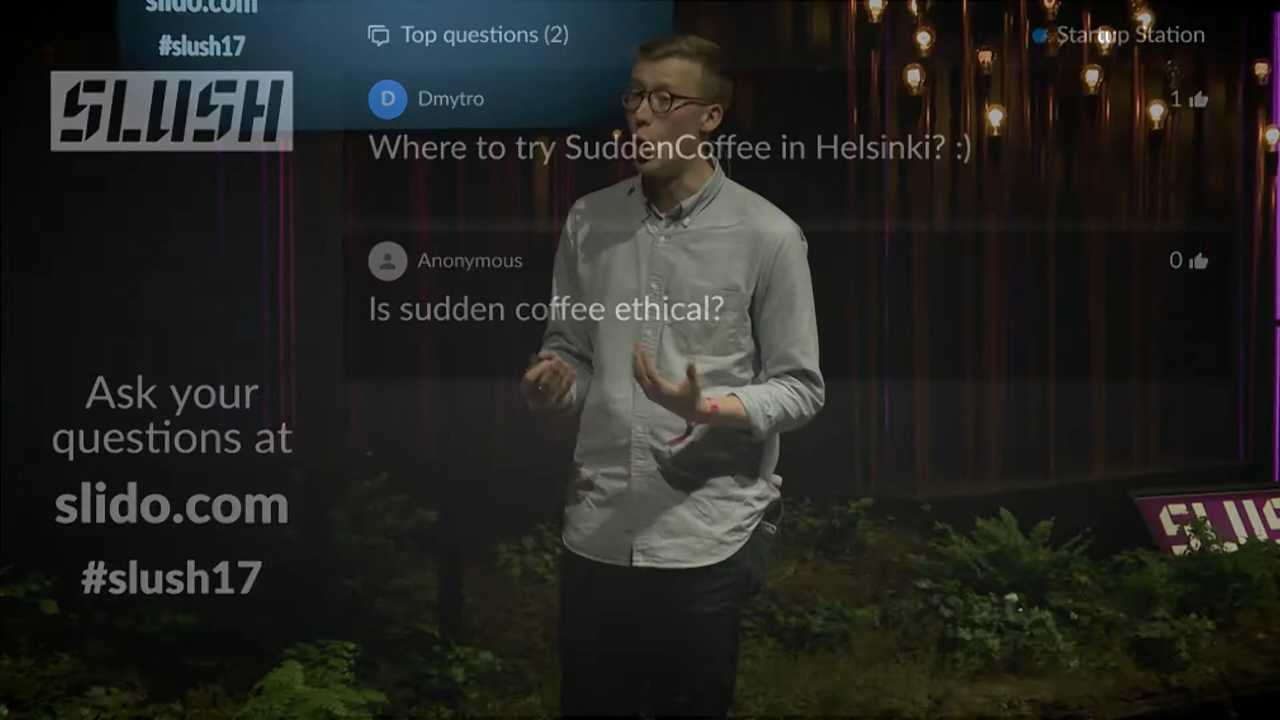 slido.com
#slush17
SLUSH
Top questions (2)
Startup Station
D
Dmytro
1
Where to try SuddenCoffee in Helsinki? :)
Anonymous
0
Is sudden coffee ethical?
Ask your
questions at
slido.com
#slush17
SLUS